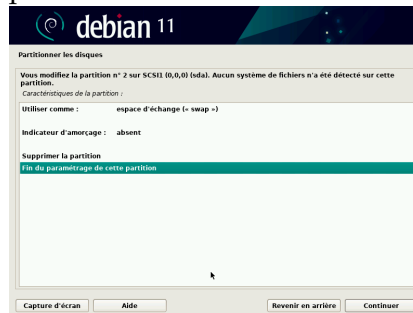 debian 11
Partitionner les disques
Vous modifiez la partition n° 2 sur SCSI1 (0,0,0) (sda). Aucun système de fichiers n'a été détecté sur cette
partition.
Caractéristiques de la partition :
Utiliser comme : espace d'échange (« swap »)
Indicateur d'amorçage : absent
Supprimer la partition
Fin du paramétrage de cette partition
Capture d'écran Aide Revenir en arrière Continuer